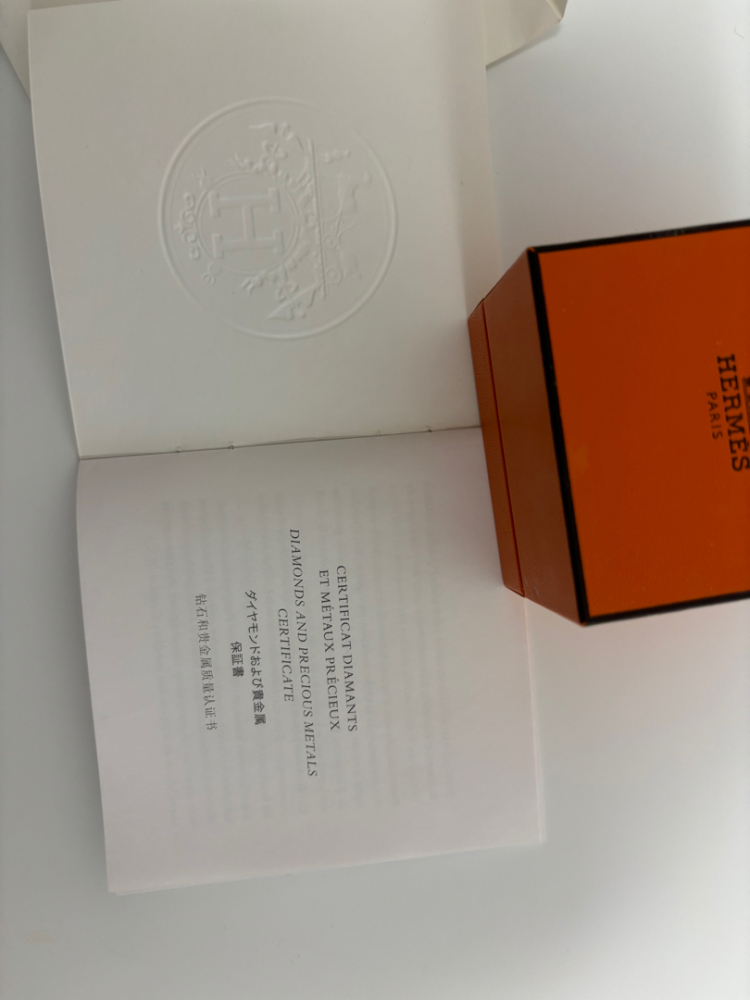 H
CERTIFICAT DIAMANTS
ET MÉTAUX PRÉCIEUX
DIAMONDS AND PRECIOUS METALS
CERTIFICATE
ダイヤモンドおよび貴金属
保証書
钻石和贵金属质量认证书
HERMÈS
PARIS